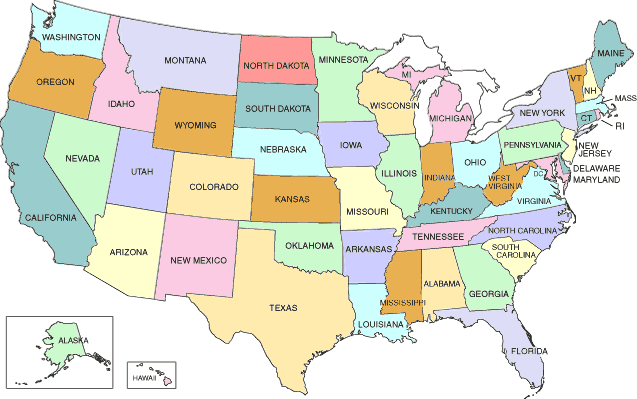 WASHINGTON
MONTANA
NORTH DAKOTA
MINNESOTA
MAINE
OREGON
IDAHO
SOUTH DAKOTA
WISCONSIN
MI
MICHIGAN
VT
NH
MASS
NEW YORK
CT
RI
WYOMING
NEBRASKA
IOWA
PENNSYLVANIA
NEW
JERSEY
NEVADA
UTAH
COLORADO
ILLINOIS
INDIANA
OHIO
DC
DELAWARE
MARYLAND
WEST
VIRGINIA
VIRGINIA
CALIFORNIA
KANSAS
MISSOURI
KENTUCKY
NORTH CAROLINA
TENNESSEE
ARIZONA
NEW MEXICO
OKLAHOMA
ARKANSAS
SOUTH
CAROLINA
TEXAS
MISSISSIPPI
ALABAMA
GEORGIA
LOUISIANA
FLORIDA
ALASKA
HAWAII